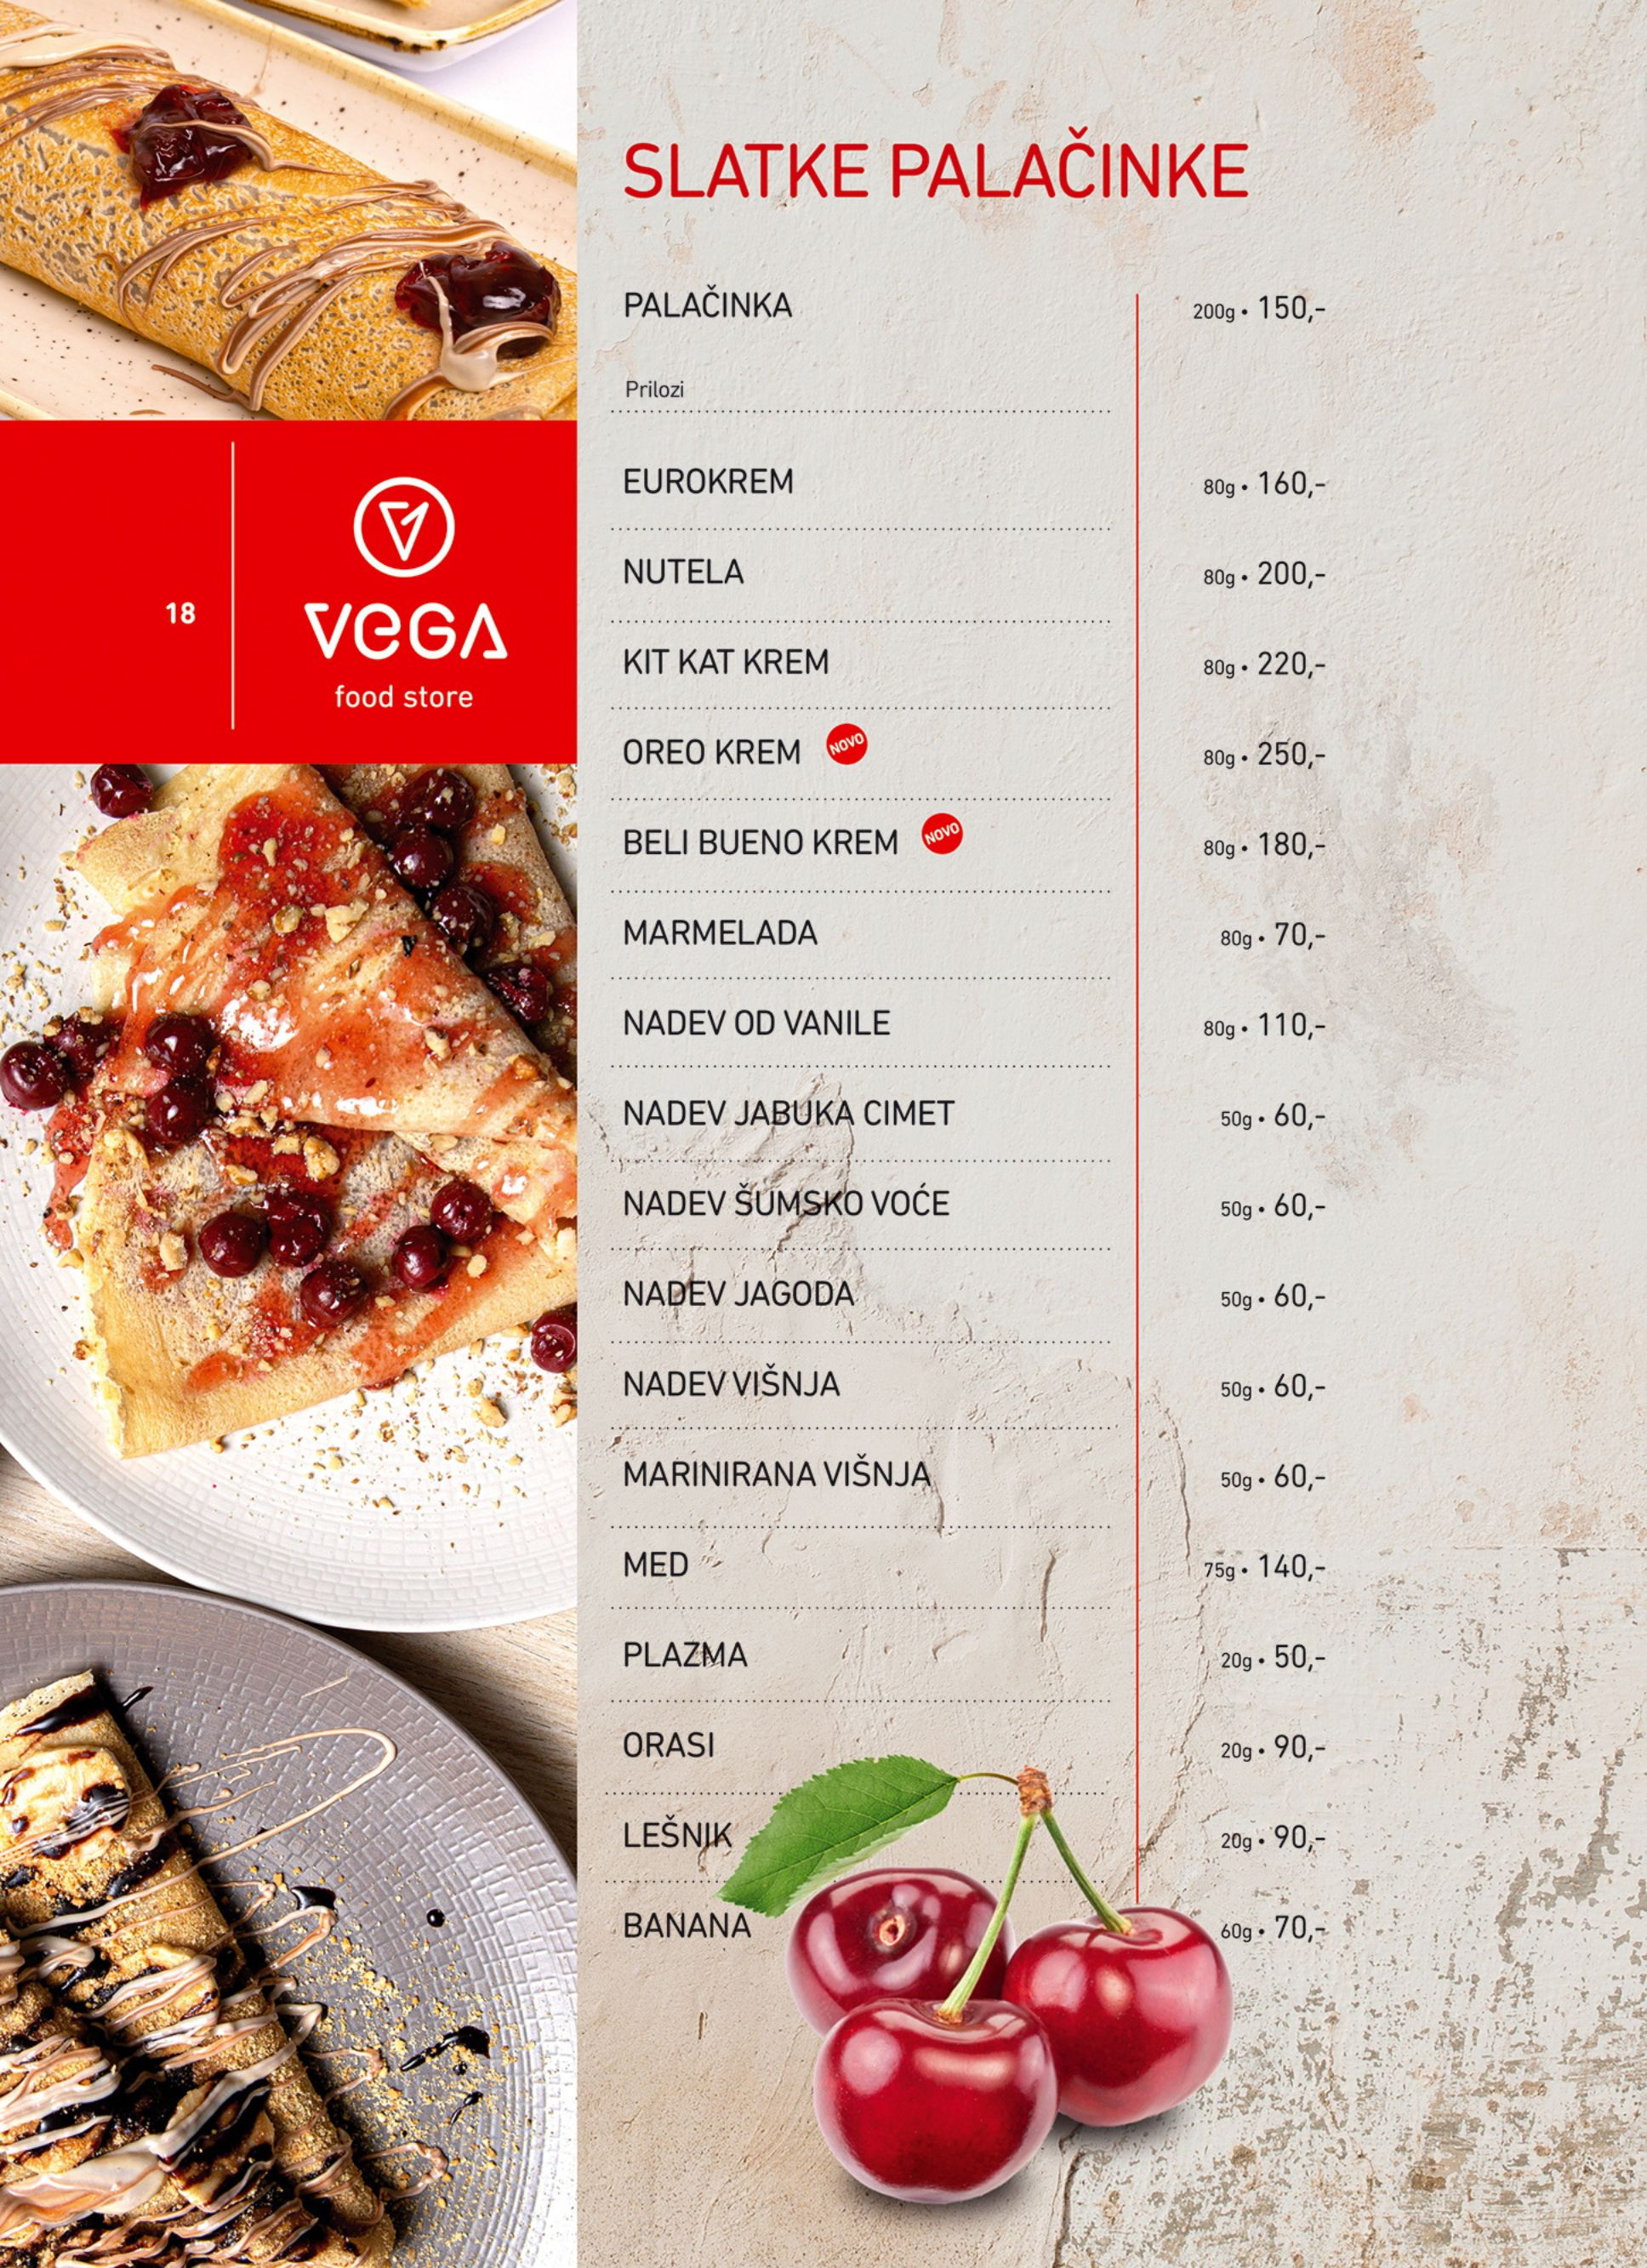 SLATKE PALAČINKE
PALAČINKA 200g • 150,-
Prilozi
EUROKREM 80g • 160,-
NUTELA 80g • 200,-
KIT KAT KREM 80g • 220,-
OREO KREM NOVO 80g • 250,-
BELI BUENO KREM NOVO 80g • 180,-
MARMELADA 80g • 70,-
NADEV OD VANILE 80g • 110,-
NADEV JABUKA CIMET 50g • 60,-
NADEV ŠUMSKO VOĆE 50g • 60,-
NADEV JAGODA 50g • 60,-
NADEV VIŠNJA 50g • 60,-
MARINIRANA VIŠNJA 50g • 60,-
MED 75g • 140,-
PLAZMA 20g • 50,-
ORASI 20g • 90,-
LEŠNIK 20g • 90,-
BANANA 60g • 70,-
18
VEGA
food store